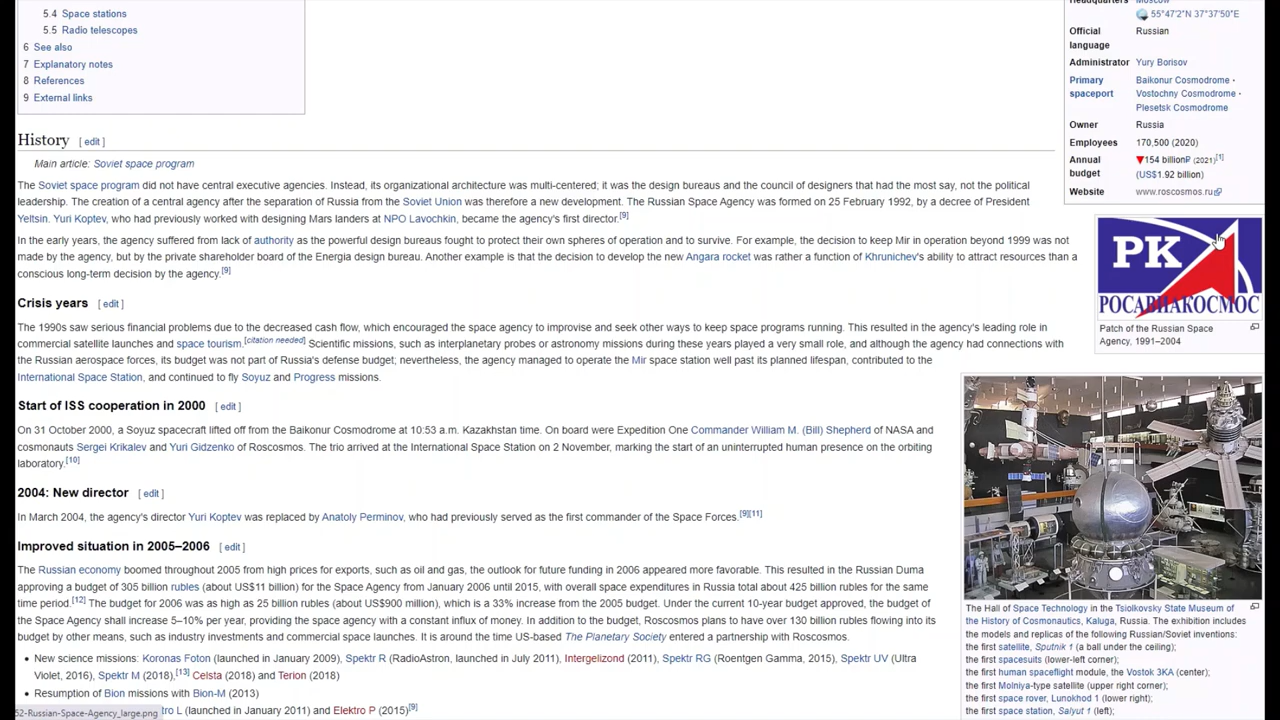 5.4 Space stations
5.5 Radio telescopes
6 See also
7 Explanatory notes
8 References
9 External links
History [ edit ]
Main article: Soviet space program
The Soviet space program did not have central executive agencies. Instead, its organizational architecture was multi-centered; it was the design bureaus and the council of designers that had the most say, not the political
leadership. The creation of a central agency after the separation of Russia from the Soviet Union was therefore a new development. The Russian Space Agency was formed on 25 February 1992, by a decree of President
Yeltsin. Yuri Koptev, who had previously worked with designing Mars landers at NPO Lavochkin, became the agency's first director.[9]
In the early years, the agency suffered from lack of authority as the powerful design bureaus fought to protect their own spheres of operation and to survive. For example, the decision to keep Mir in operation beyond 1999 was not
made by the agency, but by the private shareholder board of the Energia design bureau. Another example is that the decision to develop the new Angara rocket was rather a function of Khrunichev's ability to attract resources than a
conscious long-term decision by the agency.[9]
Crisis years [ edit ]
The 1990s saw serious financial problems due to the decreased cash flow, which encouraged the space agency to improvise and seek other ways to keep space programs running. This resulted in the agency's leading role in
commercial satellite launches and space tourism.[citation needed] Scientific missions, such as interplanetary probes or astronomy missions during these years played a very small role, and although the agency had connections with
the Russian aerospace forces, its budget was not part of Russia's defense budget; nevertheless, the agency managed to operate the Mir space station well past its planned lifespan, contributed to the
International Space Station, and continued to fly Soyuz and Progress missions.
Start of ISS cooperation in 2000 [ edit ]
On 31 October 2000, a Soyuz spacecraft lifted off from the Baikonur Cosmodrome at 10:53 a.m. Kazakhstan time. On board were Expedition One Commander William M. (Bill) Shepherd of NASA and
cosmonauts Sergei Krikalev and Yuri Gidzenko of Roscosmos. The trio arrived at the International Space Station on 2 November, marking the start of an uninterrupted human presence on the orbiting
laboratory.[10]
2004: New director [ edit ]
In March 2004, the agency's director Yuri Koptev was replaced by Anatoly Perminov, who had previously served as the first commander of the Space Forces.[9][11]
Improved situation in 2005–2006 [ edit ]
The Russian economy boomed throughout 2005 from high prices for exports, such as oil and gas, the outlook for future funding in 2006 appeared more favorable. This resulted in the Russian Duma
approving a budget of 305 billion rubles (about US$11 billion) for the Space Agency from January 2006 until 2015, with overall space expenditures in Russia total about 425 billion rubles for the same
time period.[12] The budget for 2006 was as high as 25 billion rubles (about US$900 million), which is a 33% increase from the 2005 budget. Under the current 10-year budget approved, the budget of
the Space Agency shall increase 5–10% per year, providing the space agency with a constant influx of money. In addition to the budget, Roscosmos plans to have over 130 billion rubles flowing into its
budget by other means, such as industry investments and commercial space launches. It is around the time US-based The Planetary Society entered a partnership with Roscosmos.
• New science missions: Koronas Foton (launched in January 2009), Spektr R (RadioAstron, launched in July 2011), Intergelizond (2011), Spektr RG (Roentgen Gamma, 2015), Spektr UV (Ultra
Violet, 2016), Spektr M (2018),[13] Celsta (2018) and Terion (2018)
• Resumption of Bion missions with Bion-M (2013)
ro L (launched in January 2011) and Elektro P (2015)[9]
52-Russian-Space-Agency_large.png
Headquarters Moscow
55°47′2″N 37°37′50″E
Official Russian
language
Administrator Yury Borisov
Primary Baikonur Cosmodrome ·
spaceport Vostochny Cosmodrome ·
Plesetsk Cosmodrome
Owner Russia
Employees 170,500 (2020)
Annual ▼154 billion₽ (2021)[1]
budget (US$1.92 billion)
Website www.roscosmos.ru
РК
РОСАВИАКОСМОС
Patch of the Russian Space
Agency, 1991–2004
The Hall of Space Technology in the Tsiolkovsky State Museum of
the History of Cosmonautics, Kaluga, Russia. The exhibition includes
the models and replicas of the following Russian/Soviet inventions:
the first satellite, Sputnik 1 (a ball under the ceiling);
the first spacesuits (lower-left corner);
the first human spaceflight module, the Vostok 3KA (center);
the first Molniya-type satellite (upper right corner);
the first space rover, Lunokhod 1 (lower right);
the first space station, Salyut 1 (left);